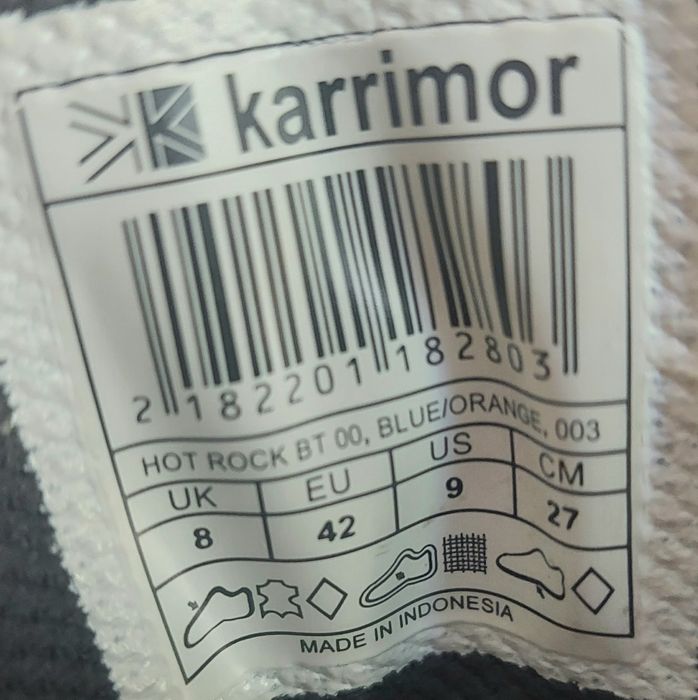 karrimor
2 182201 182803
HOT ROCK BT 00, BLUE/ORANGE, 003
UK EU US CM
8 42 9 27
MADE IN INDONESIA